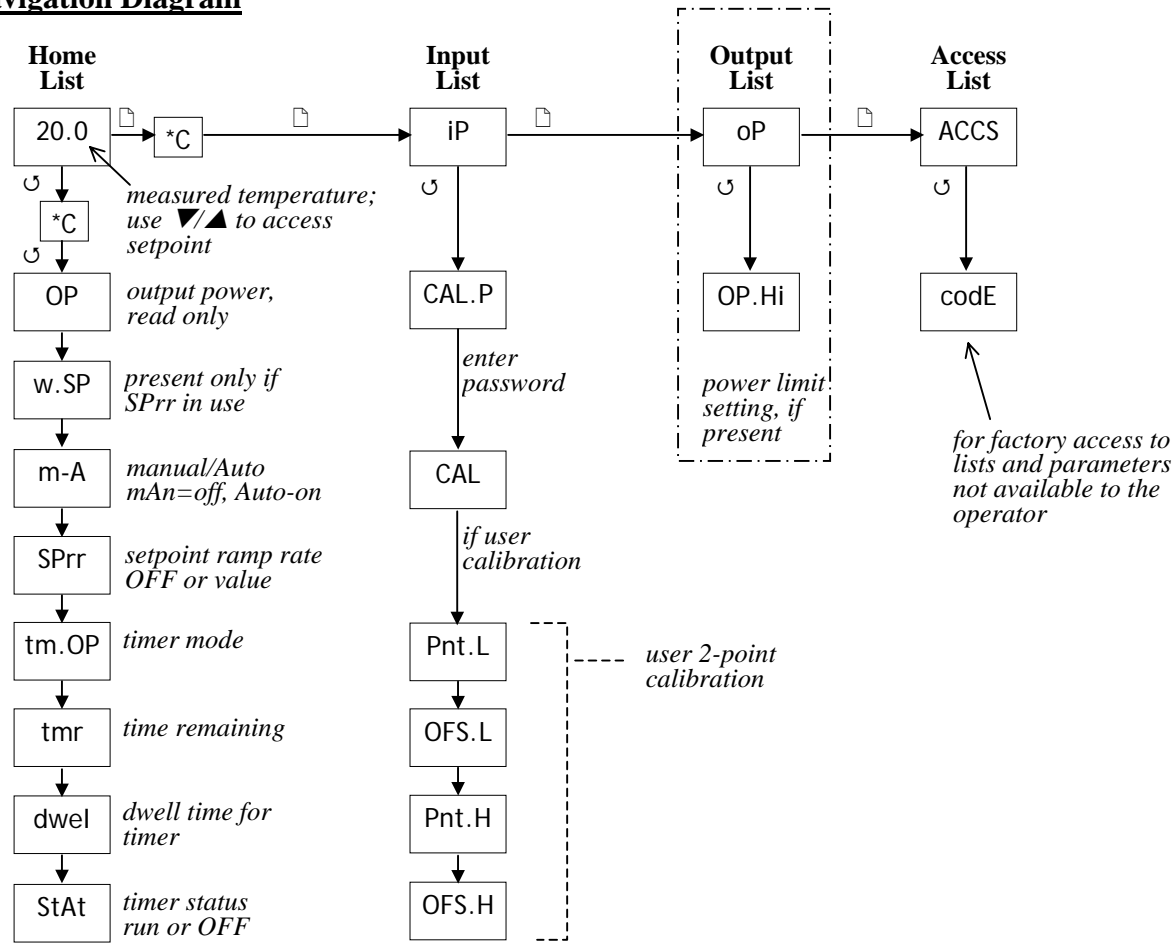 vigation Diagram
Home
List
Input
List
Output
List
Access
List
20.0
*C
iP
oP
ACCS
measured temperature;
use ▼/▲ to access
setpoint
*C
OP
output power,
read only
CAL.P
OP.Hi
codE
enter
password
w.SP
present only if
SPrr in use
power limit
setting, if
present
for factory access to
lists and parameters
not available to the
operator
m-A
manual/Auto
mAn=off, Auto-on
CAL
if user
calibration
SPrr
setpoint ramp rate
OFF or value
tm.OP
timer mode
Pnt.L
user 2-point
calibration
tmr
time remaining
OFS.L
dwel
dwell time for
timer
Pnt.H
StAt
timer status
run or OFF
OFS.H